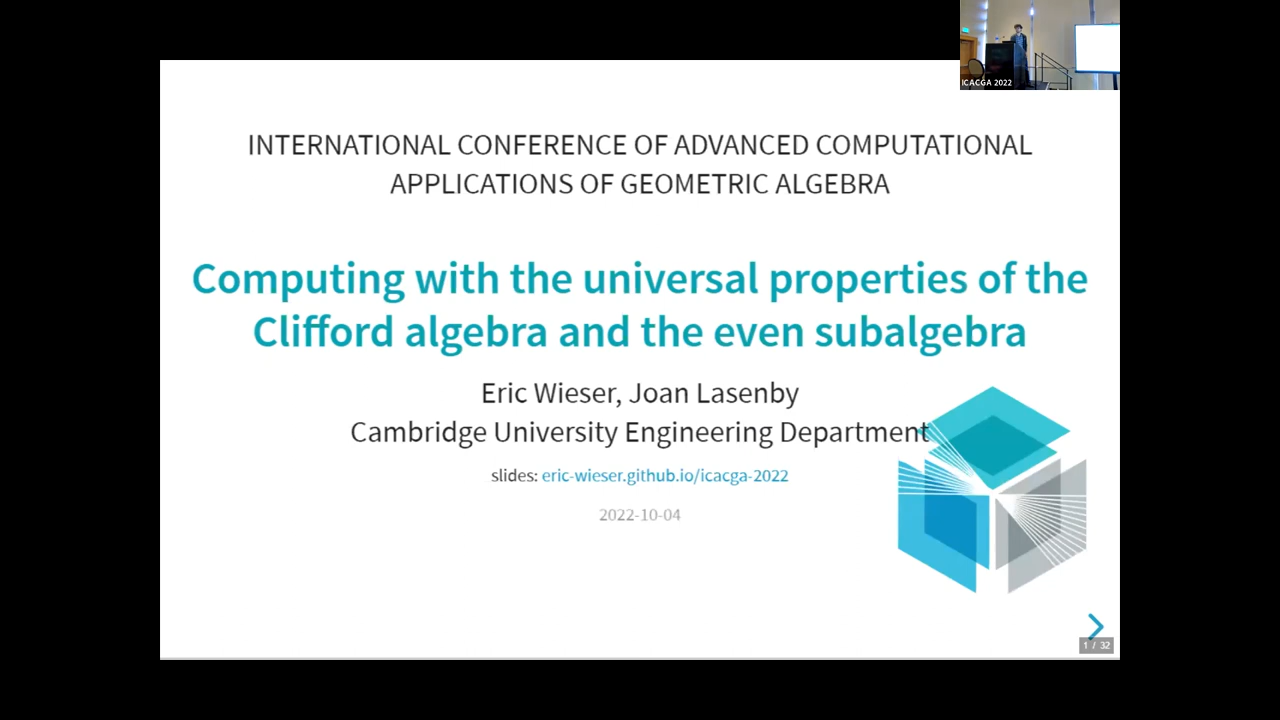 ICACGA 2022
INTERNATIONAL CONFERENCE OF ADVANCED COMPUTATIONAL
APPLICATIONS OF GEOMETRIC ALGEBRA
Computing with the universal properties of the
Clifford algebra and the even subalgebra
Eric Wieser, Joan Lasenby
Cambridge University Engineering Department
slides: eric-wieser.github.io/icacga-2022
2022-10-04
1 / 32